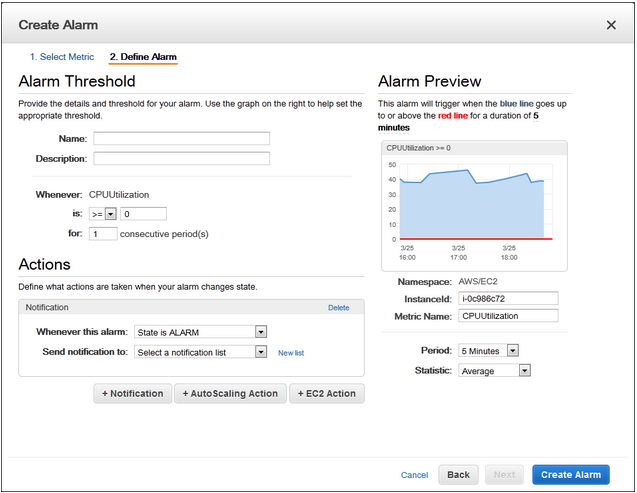 Create Alarm
1. Select Metric
2. Define Alarm
Alarm Threshold
Provide the details and threshold for your alarm. Use the graph on the right to help set the
appropriate threshold.
Name:
Description:
Whenever: CPUUtilization
is: >= 0
for: 1 consecutive period(s)
Actions
Define what actions are taken when your alarm changes state.
Notification
Delete
Whenever this alarm: State is ALARM
Send notification to: Select a notification list New list
+ Notification
+ AutoScaling Action
+ EC2 Action
Alarm Preview
This alarm will trigger when the blue line goes up
to or above the red line for a duration of 5
minutes
CPUUtilization >= 0
50
40
30
20
10
0
3/25
16:00
3/25
17:00
3/25
18:00
Namespace: AWS/EC2
InstanceId: i-0c986c72
Metric Name: CPUUtilization
Period: 5 Minutes
Statistic: Average
Cancel
Back
Next
Create Alarm